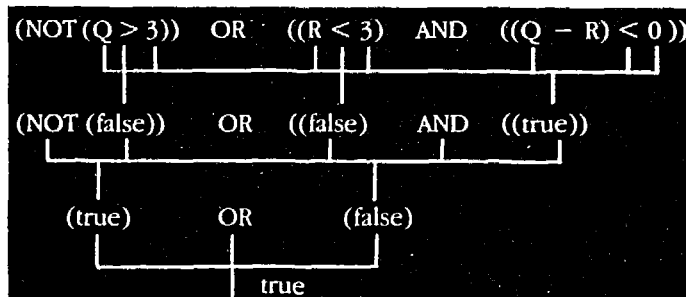 (NOT (Q > 3)) OR ((R < 3) AND ((Q − R) < 0 ))
(NOT (false)) OR ((false) AND ((true))
(true) OR (false)
true